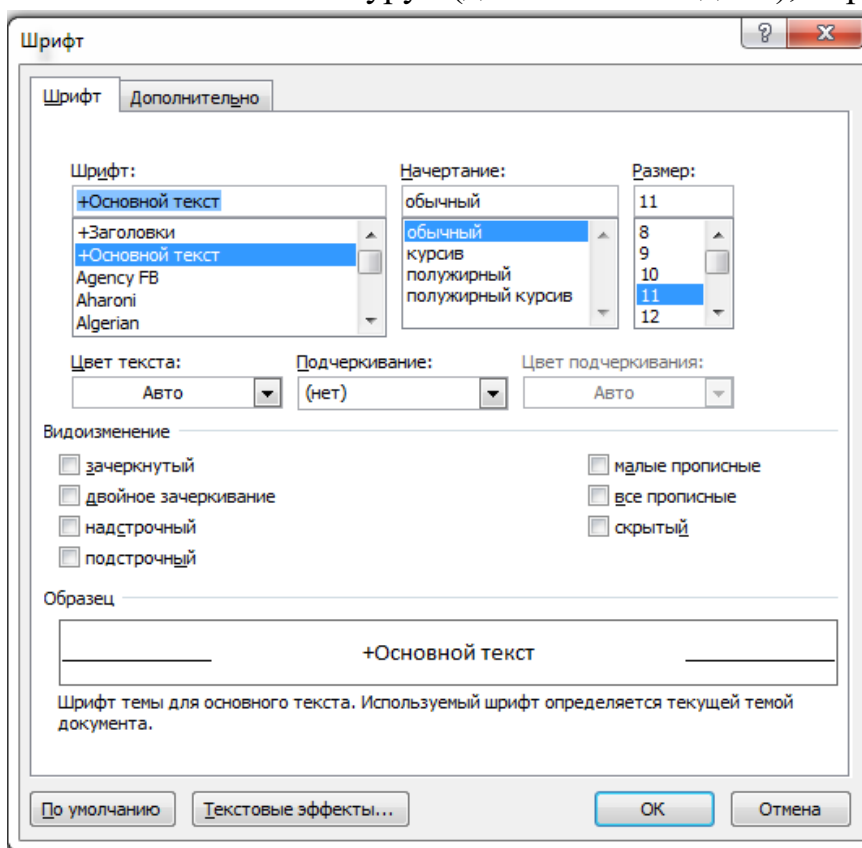 Шрифт
Шрифт Дополнительно
Шрифт: Начертание: Размер:
+Основной текст обычный 11
+Заголовки обычный 8
+Основной текст курсив 9
Agency FB полужирный 10
Aharoni полужирный курсив 11
Algerian 12
Цвет текста: Подчеркивание: Цвет подчеркивания:
Авто (нет) Авто
Видоизменение
зачеркнутый малые прописные
двойное зачеркивание все прописные
надстрочный скрытый
подстрочный
Образец
+Основной текст
Шрифт темы для основного текста. Используемый шрифт определяется текущей темой
документа.
По умолчанию Текстовые эффекты... ОК Отмена